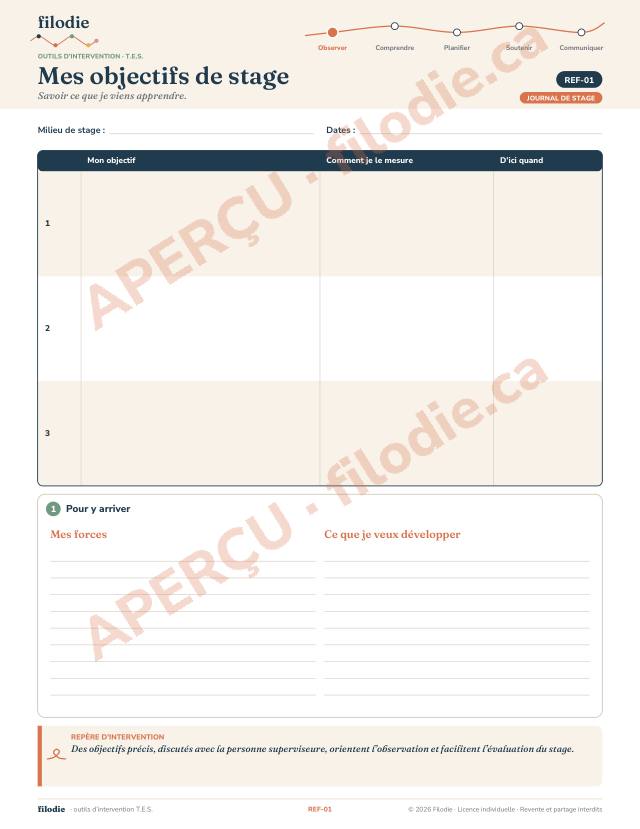 filodie
Observer
Comprendre
Planifier
Soutenir
Communiquer
OUTILS D'INTERVENTION · T.E.S.
Mes objectifs de stage
Savoir ce que je viens apprendre.
REF-01
JOURNAL DE STAGE
Milieu de stage :
Dates :
Mon objectif
Comment je le mesure
D'ici quand
1
2
3
APERÇU · filodie.ca
1 Pour y arriver
Mes forces
Ce que je veux développer
APERÇU · filodie.ca
REPÈRE D'INTERVENTION
Des objectifs précis, discutés avec la personne superviseure, orientent l'observation et facilitent l'évaluation du stage.
filodie · outils d'intervention T.E.S.
REF-01
© 2026 Filodie · Licence individuelle · Revente et partage interdits